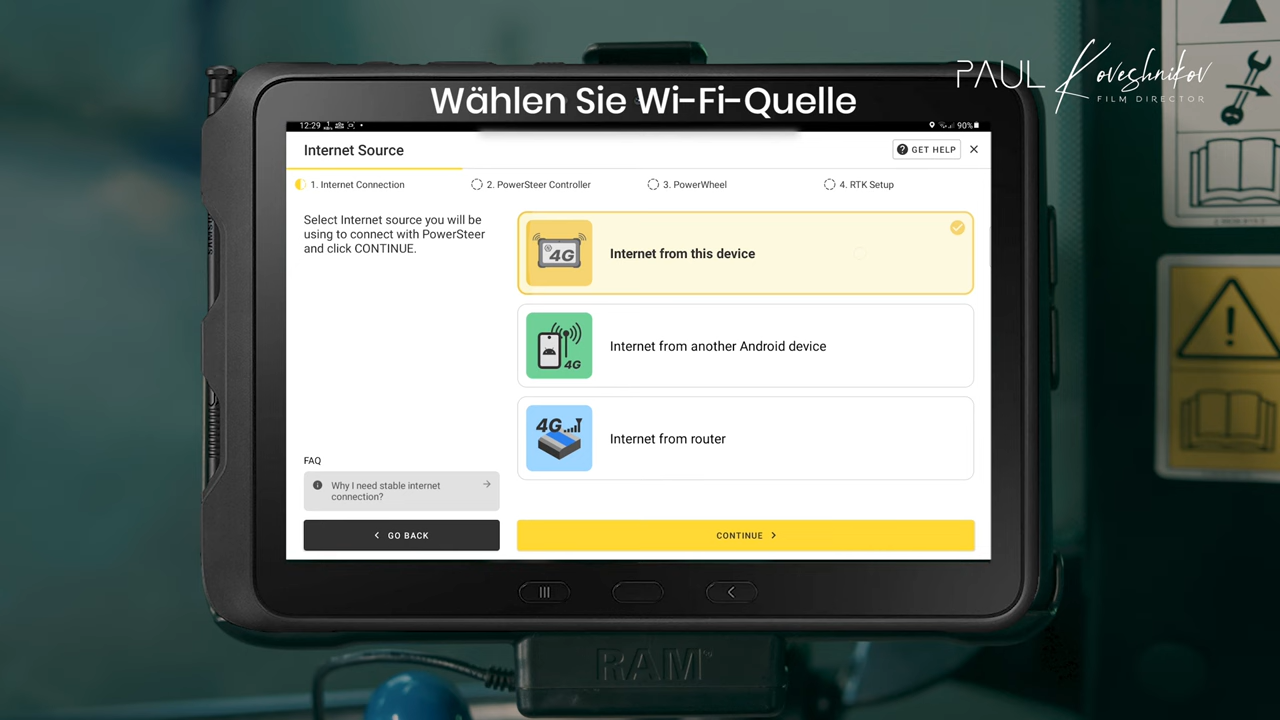 PAUL Koveshnikov
FILM DIRECTOR
Wählen Sie Wi-Fi-Quelle
12:29
90%
Internet Source
GET HELP
1. Internet Connection
2. PowerSteer Controller
3. PowerWheel
4. RTK Setup
Select Internet source you will be
using to connect with PowerSteer
and click CONTINUE.
4G
Internet from this device
4G
Internet from another Android device
4G
Internet from router
FAQ
Why I need stable internet
connection?
GO BACK
CONTINUE
SAMSUNG
RAM